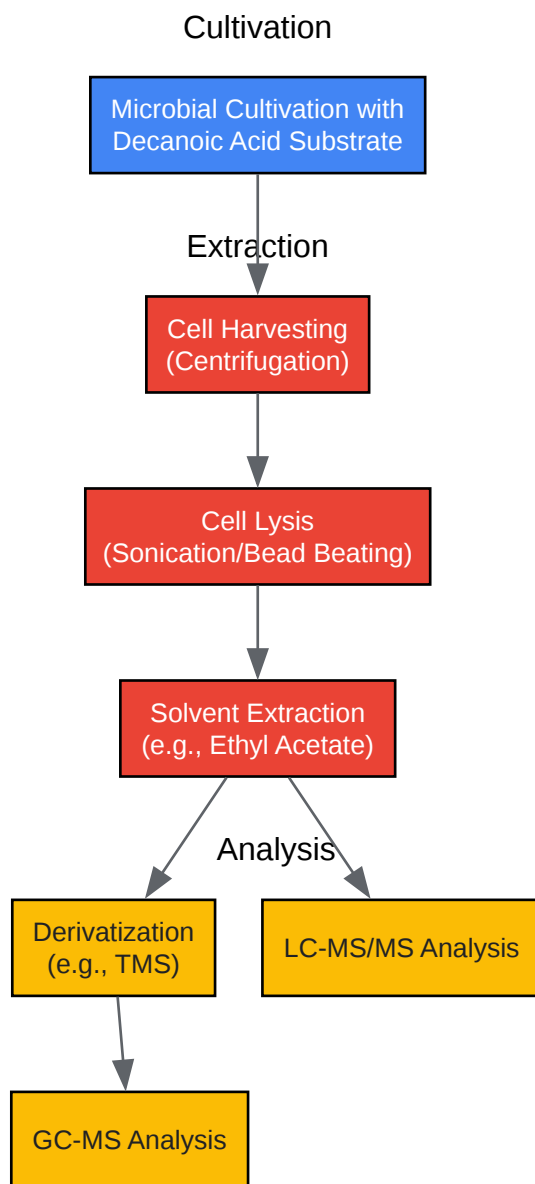 Cultivation
Microbial Cultivation with
Decanoic Acid Substrate
Extraction
Cell Harvesting
(Centrifugation)
Cell Lysis
(Sonication/Bead Beating)
Solvent Extraction
(e.g., Ethyl Acetate)
Analysis
Derivatization
(e.g., TMS)
LC-MS/MS Analysis
GC-MS Analysis